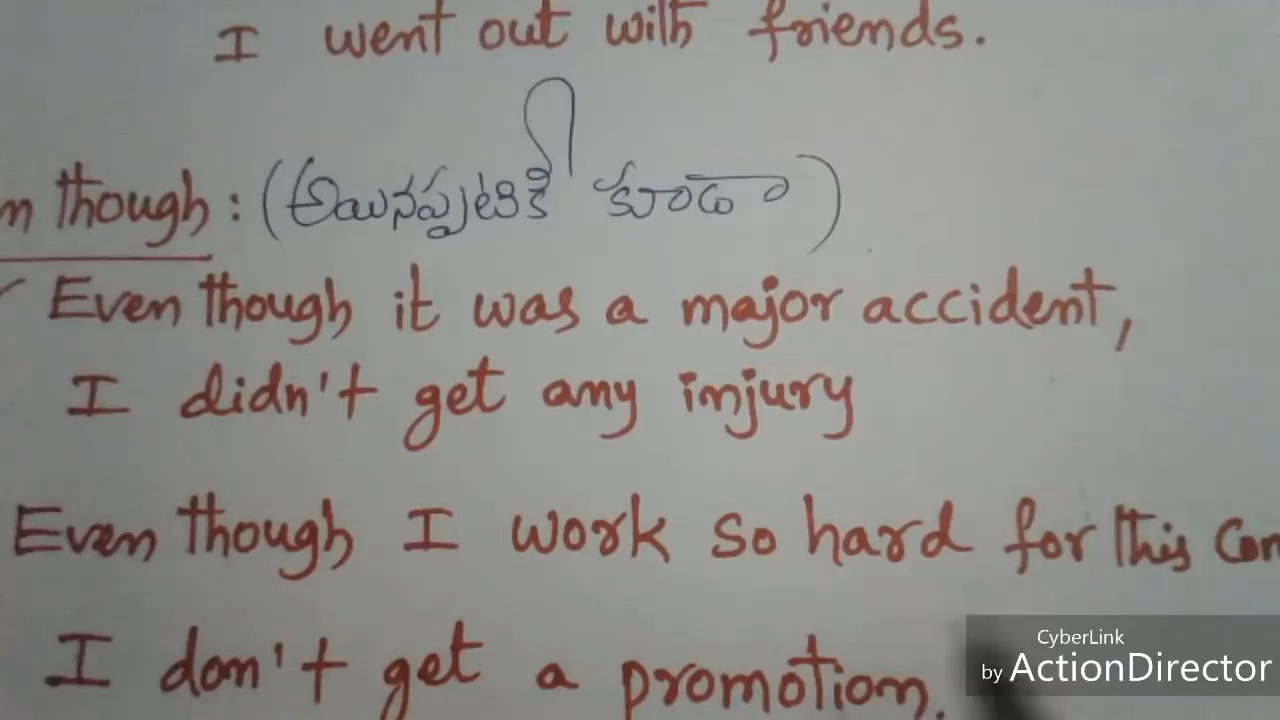 I went out with friends.
though : (అయినప్పటికీ కూడా)
Even though it was a major accident,
I didn't get any injury
Even though I work so hard for this
I don't get a promotion.
CyberLink
by ActionDirector